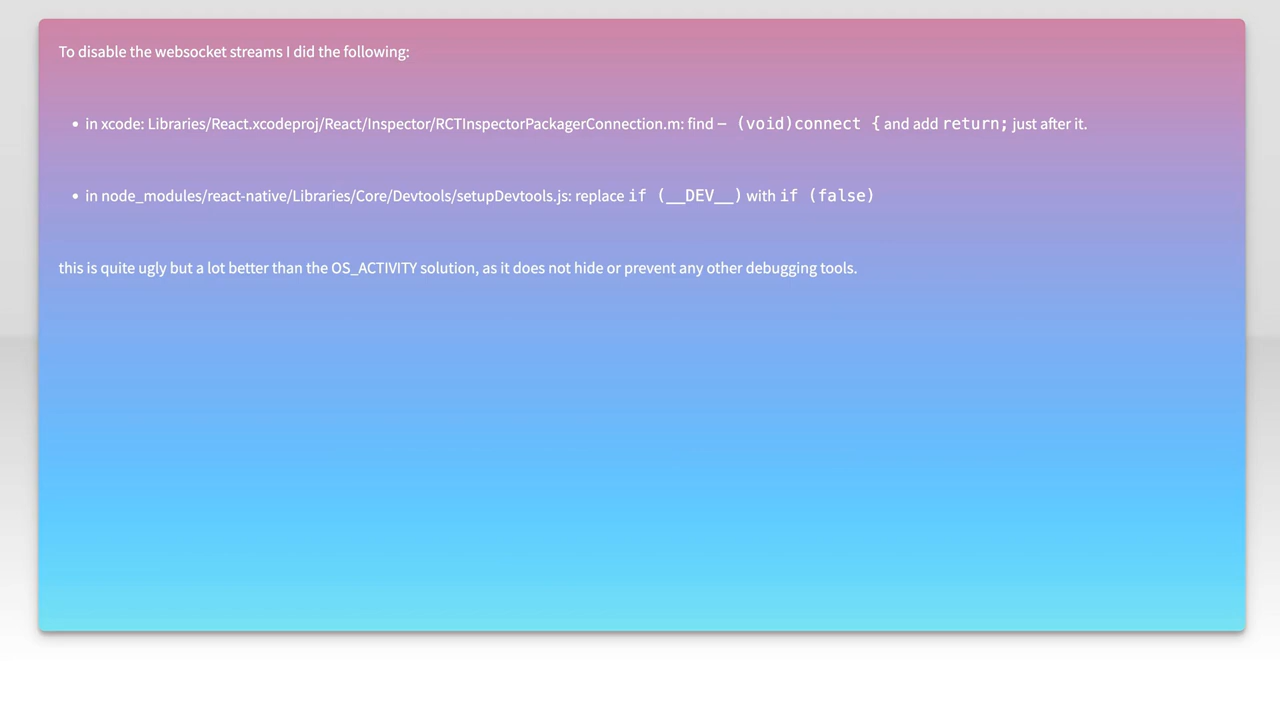 To disable the websocket streams I did the following:
• in xcode: Libraries/React.xcodeproj/React/Inspector/RCTInspectorPackagerConnection.m: find – (void)connect { and add return; just after it.
• in node_modules/react-native/Libraries/Core/Devtools/setupDevtools.js: replace if (__DEV__) with if (false)
this is quite ugly but a lot better than the OS_ACTIVITY solution, as it does not hide or prevent any other debugging tools.